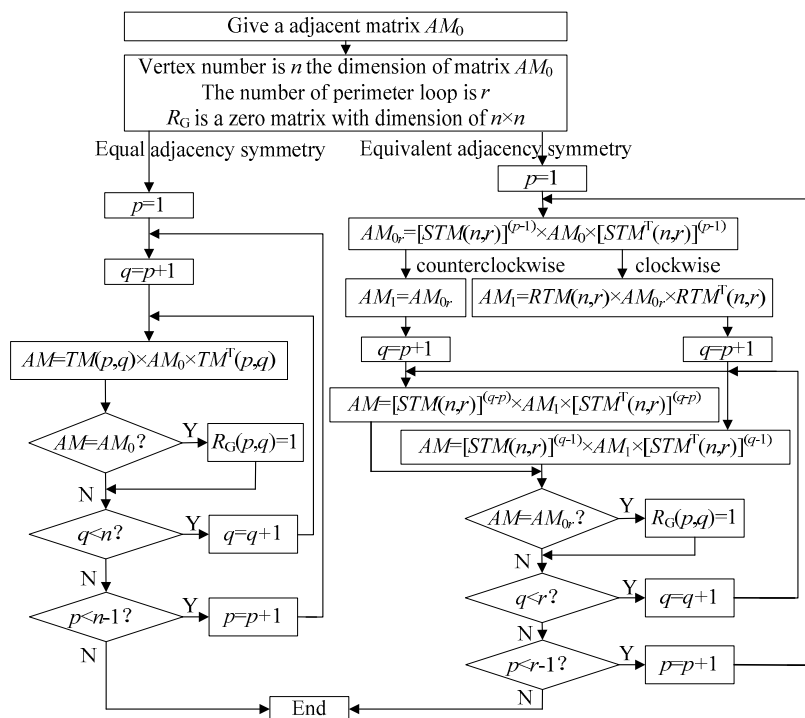 Give a adjacent matrix AM₀
Vertex number is n the dimension of matrix AM₀
The number of perimeter loop is r
R_G is a zero matrix with dimension of n×n
Equal adjacency symmetry
p=1
q=p+1
AM=TM(p,q)×AM₀×TMᵀ(p,q)
AM=AM₀?
Y
R_G(p,q)=1
N
q<n?
Y
q=q+1
N
p<n-1?
Y
p=p+1
N
Equivalent adjacency symmetry
p=1
AM₀ᵣ=[STM(n,r)]⁽ᵖ⁻¹⁾×AM₀×[STMᵀ(n,r)]⁽ᵖ⁻¹⁾
counterclockwise
clockwise
AM₁=AM₀ᵣ
AM₁=RTM(n,r)×AM₀ᵣ×RTMᵀ(n,r)
q=p+1
q=p+1
AM=[STM(n,r)]^(q-p)×AM₁×[STMᵀ(n,r)]^(q-p)
AM=[STM(n,r)]^(q-1)×AM₁×[STMᵀ(n,r)]^(q-1)
AM=AM₀ᵣ?
Y
R_G(p,q)=1
N
q<r?
Y
q=q+1
N
p<r-1?
Y
p=p+1
N
End